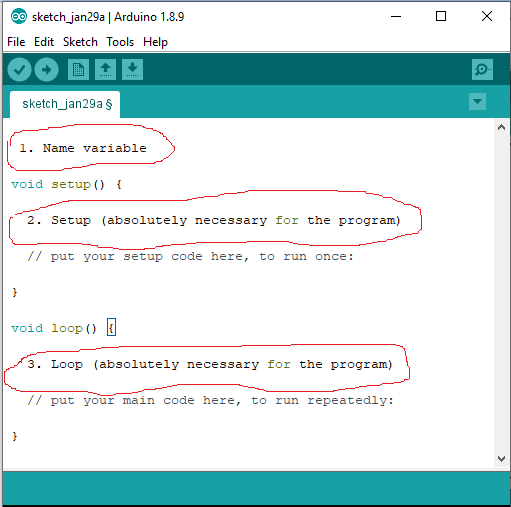 sketch_jan29a | Arduino 1.8.9
File Edit Sketch Tools Help
sketch_jan29a §
1. Name variable
void setup() {
2. Setup (absolutely necessary for the program)
// put your setup code here, to run once:
}
void loop() {
3. Loop (absolutely necessary for the program)
// put your main code here, to run repeatedly:
}